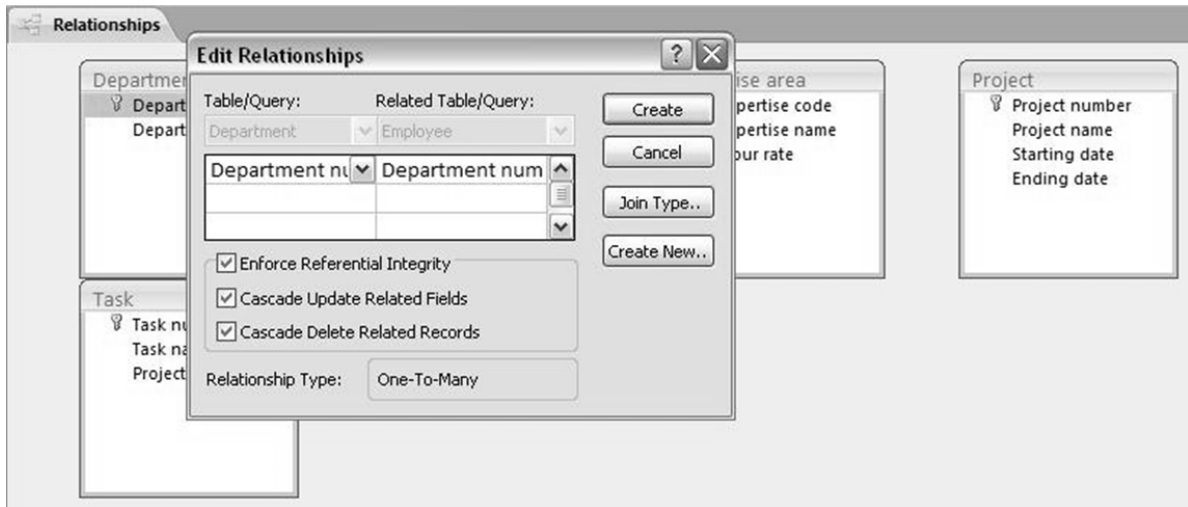 Relationships
Edit Relationships
?
Table/Query:
Related Table/Query:
Department
Employee
Department nu
Department num
Enforce Referential Integrity
Cascade Update Related Fields
Cascade Delete Related Records
Relationship Type:
One-To-Many
Create
Cancel
Join Type..
Create New..
Departmen
Depart
Depart
ise area
pertise code
pertise name
our rate
Project
Project number
Project name
Starting date
Ending date
Task
Task nu
Task na
Project